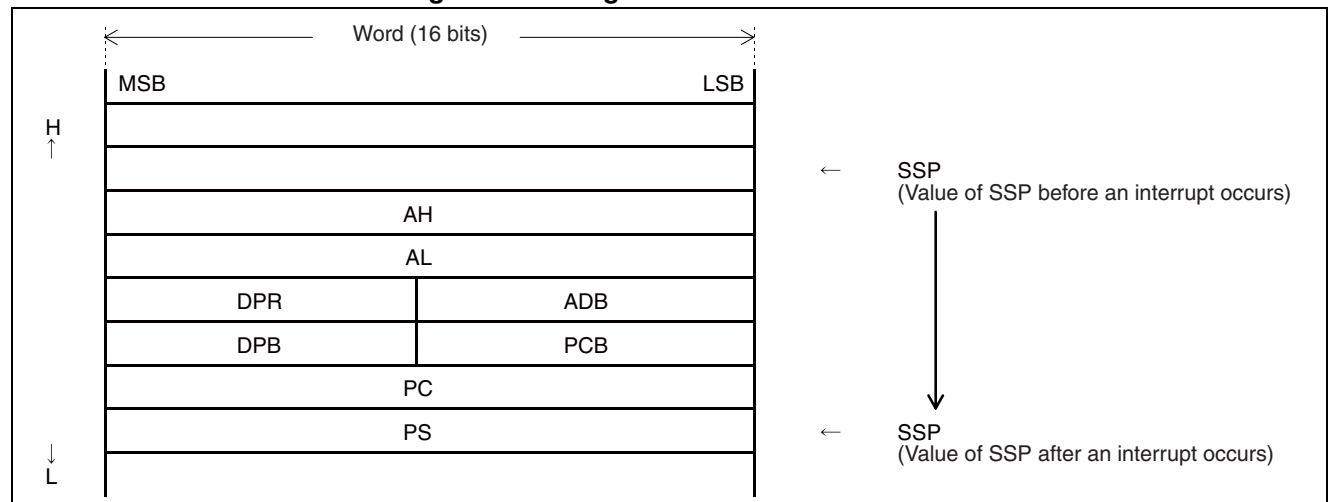 Word (16 bits)
MSB LSB
H
↑
← SSP
(Value of SSP before an interrupt occurs)
AH
AL
DPR ADB
DPB PCB
PC
PS ← SSP
(Value of SSP after an interrupt occurs)
↓
L